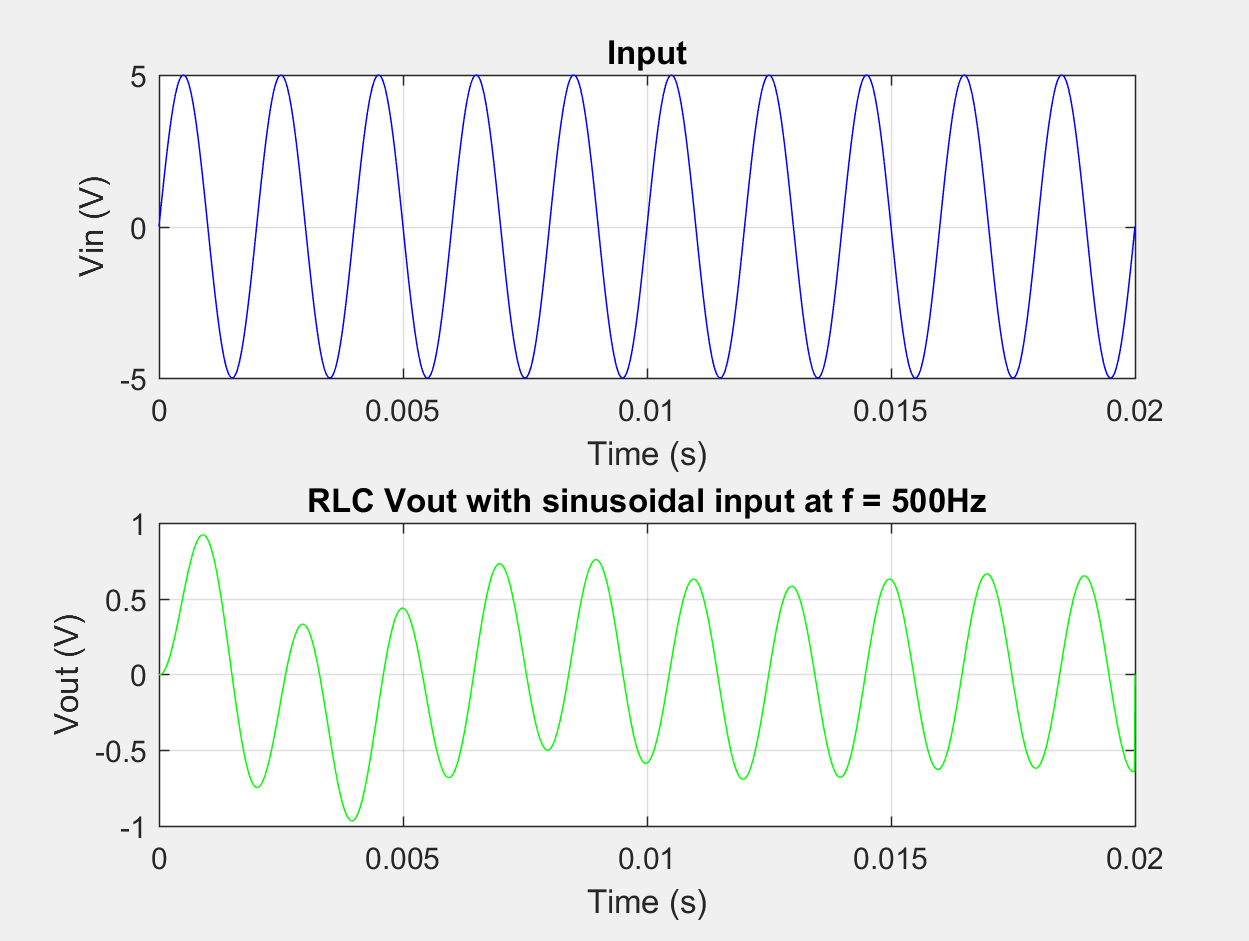 Input
5
0
-5
Vin (V)
0 0.005 0.01 0.015 0.02
Time (s)
RLC Vout with sinusoidal input at f = 500Hz
1
0.5
0
-0.5
-1
Vout (V)
0 0.005 0.01 0.015 0.02
Time (s)